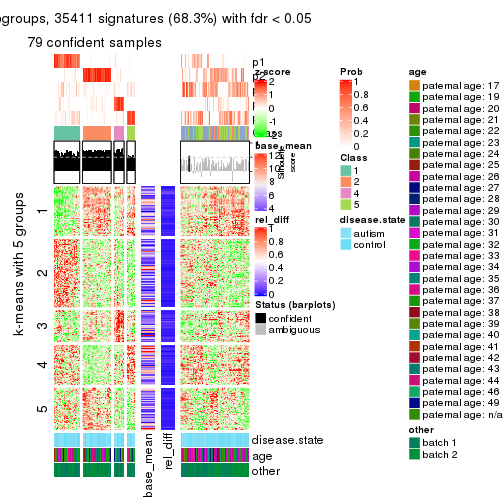 ogroups, 35411 signatures (68.3%) with fdr < 0.05
79 confident samples
p1
z-score
2
1
0
-1
-2
base_mean
12
10
8
6
4
Silhouette score
rel_diff
1
0.8
0.6
0.4
0.2
0
Status (barplots)
confident
ambiguous
Prob
1
0.8
0.6
0.4
0.2
0
Class
1
2
4
5
disease.state
autism
control
age
paternal age: 17
paternal age: 19
paternal age: 20
paternal age: 21
paternal age: 22
paternal age: 23
paternal age: 24
paternal age: 25
paternal age: 26
paternal age: 27
paternal age: 28
paternal age: 29
paternal age: 30
paternal age: 31
paternal age: 32
paternal age: 33
paternal age: 34
paternal age: 35
paternal age: 36
paternal age: 37
paternal age: 38
paternal age: 39
paternal age: 40
paternal age: 41
paternal age: 42
paternal age: 43
paternal age: 44
paternal age: 46
paternal age: 49
paternal age: n/a
other
batch 1
batch 2
k-means with 5 groups
1
2
3
4
5
disease.state
age
other
base_mean
rel_diff